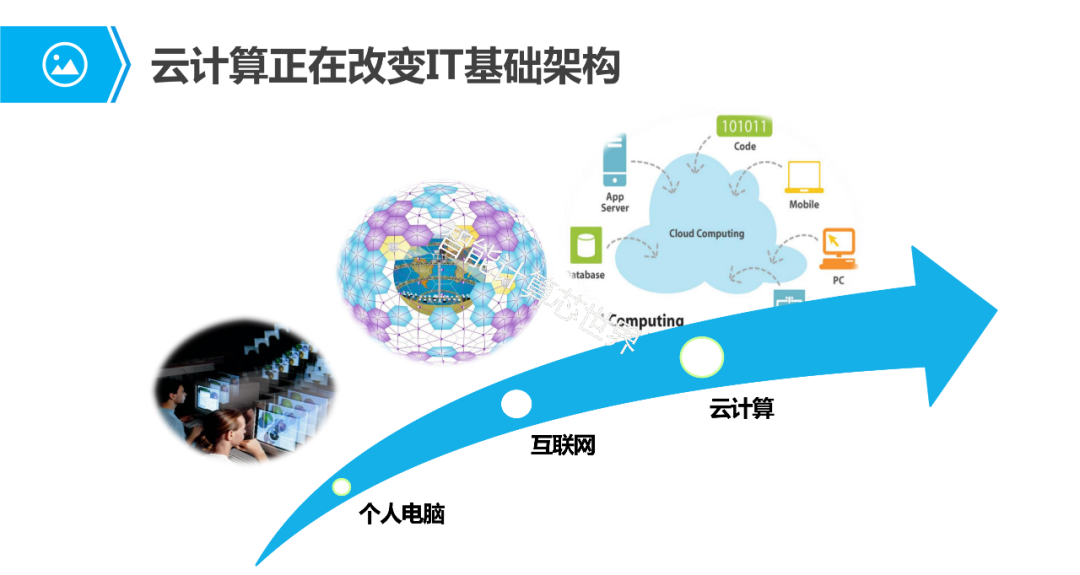 云计算正在改变IT基础架构
101011
Code
App
Server
Mobile
Cloud Computing
Database
PC
Computing
智能计算芯世界
云计算
互联网
个人电脑